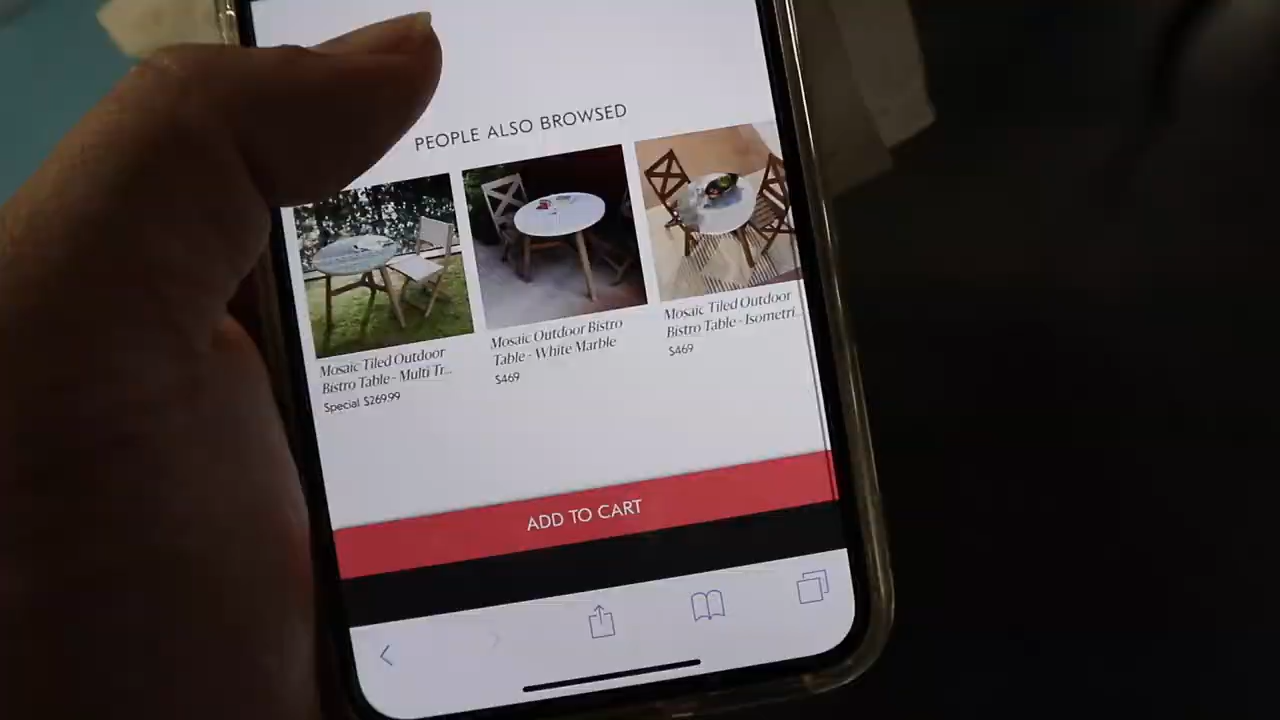 PEOPLE ALSO BROWSED
Mosaic Tiled Outdoor
Bistro Table - Multi Tr...
Special $269.99
Mosaic Outdoor Bistro
Table - White Marble
$469
Mosaic Tiled Outdoor
Bistro Table - Isometri...
$469
ADD TO CART